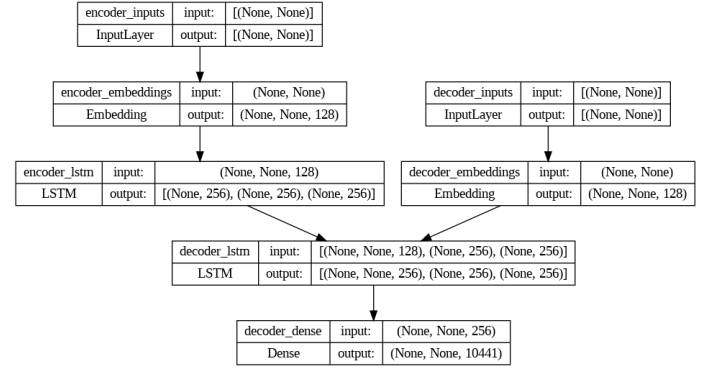 encoder_inputs input: [(None, None)]
InputLayer output: [(None, None)]
encoder_embeddings input: (None, None)
Embedding output: (None, None, 128)
decoder_inputs input: [(None, None)]
InputLayer output: [(None, None)]
encoder_lstm input: (None, None, 128)
LSTM output: [(None, 256), (None, 256), (None, 256)]
decoder_embeddings input: (None, None)
Embedding output: (None, None, 128)
decoder_lstm input: [(None, None, 128), (None, 256), (None, 256)]
LSTM output: [(None, None, 256), (None, 256), (None, 256)]
decoder_dense input: (None, None, 256)
Dense output: (None, None, 10441)